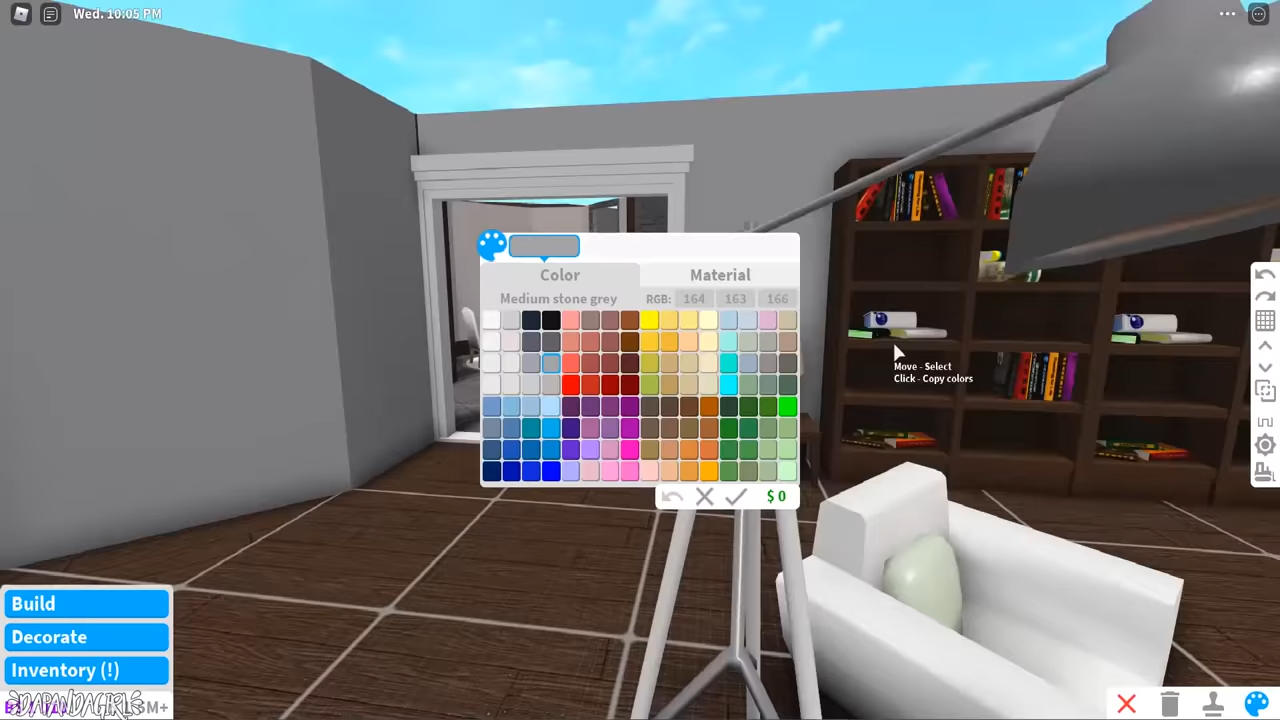 Wed. 10:05 PM
Color
Material
Medium stone grey
RGB: 164 163 166
Move - Select
Click - Copy colors
$ 0
Build
Decorate
Inventory (!)
DAPANDAGIRLS